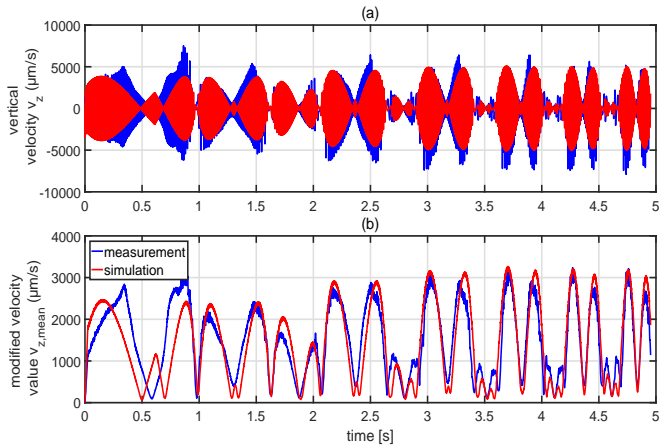 (a)
10000
5000
0
-5000
-10000
vertical
velocity v_z (µm/s)
0 0.5 1 1.5 2 2.5 3 3.5 4 4.5 5
(b)
4000
3000
2000
1000
0
modified velocity
value v_z,mean (µm/s)
measurement
simulation
0 0.5 1 1.5 2 2.5 3 3.5 4 4.5 5
time [s]